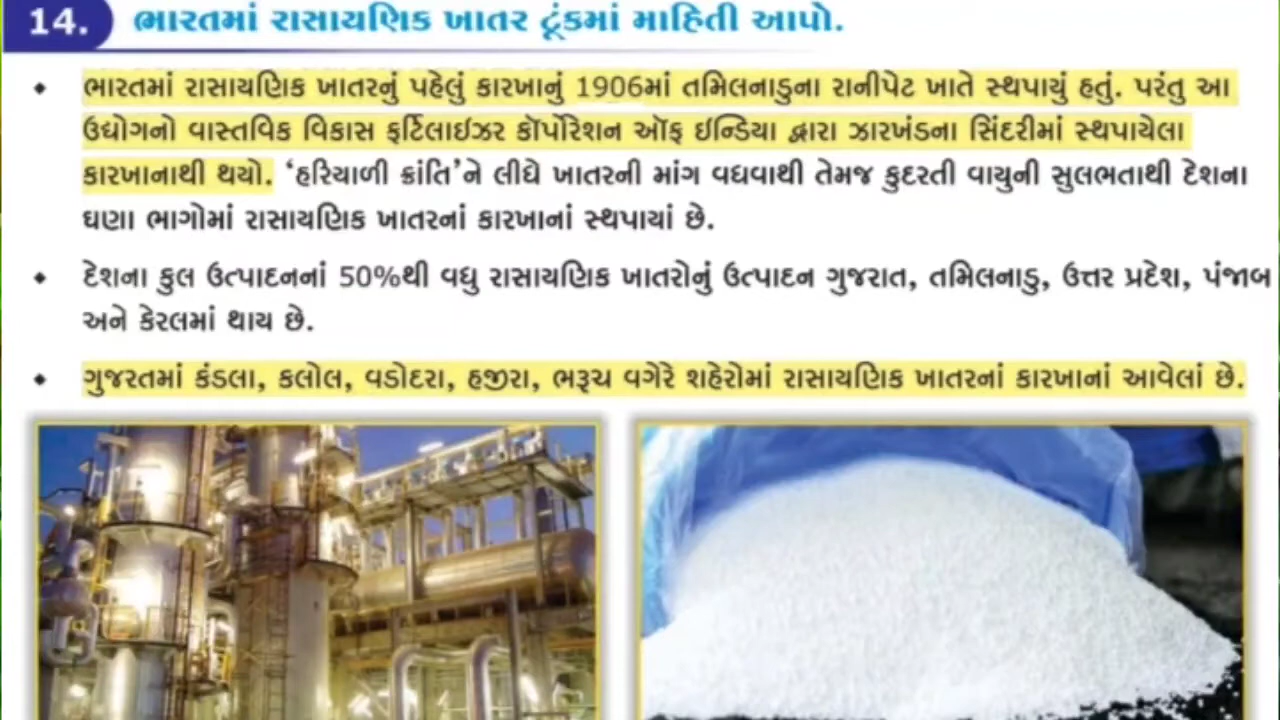 14. ભારતમાં રાસાયણિક ખાતર ટૂંકમાં માહિતી આપો.
• ભારતમાં રાસાયણિક ખાતરનું પહેલું કારખાનું 1906માં તમિલનાડુના રાનીપેટ ખાતે સ્થપાયું હતું. પરંતુ આ
ઉદ્યોગનો વાસ્તવિક વિકાસ ફર્ટિલાઈઝર કૉર્પોરેશન ઑફ ઈન્ડિયા દ્વારા ઝારખંડના સિંદરીમાં સ્થપાયેલા
કારખાનાથી થયો. ‘હરિયાળી ક્રાંતિ’ને લીધે ખાતરની માંગ વધવાથી તેમજ કુદરતી વાયુની સુલભતાથી દેશના
ઘણા ભાગોમાં રાસાયણિક ખાતરનાં કારખાનાં સ્થપાયાં છે.
• દેશના કુલ ઉત્પાદનનાં 50%થી વધુ રાસાયણિક ખાતરોનું ઉત્પાદન ગુજરાત, તમિલનાડુ, ઉત્તર પ્રદેશ, પંજાબ
અને કેરલમાં થાય છે.
• ગુજરતમાં કંડલા, કલોલ, વડોદરા, હજીરા, ભરૂચ વગેરે શહેરોમાં રાસાયણિક ખાતરનાં કારખાનાં આવેલાં છે.